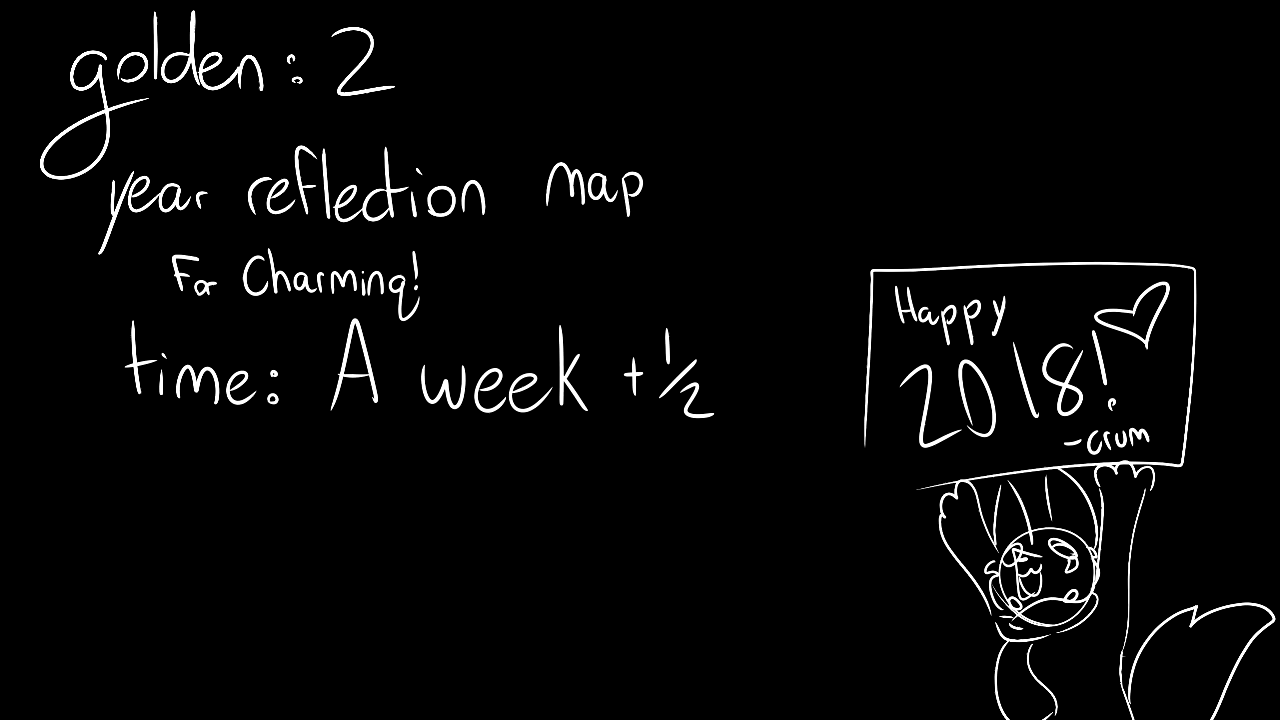 golden: 2
year reflection map
For Charming!
time: A week + 1/2
Happy
2018!
-crum